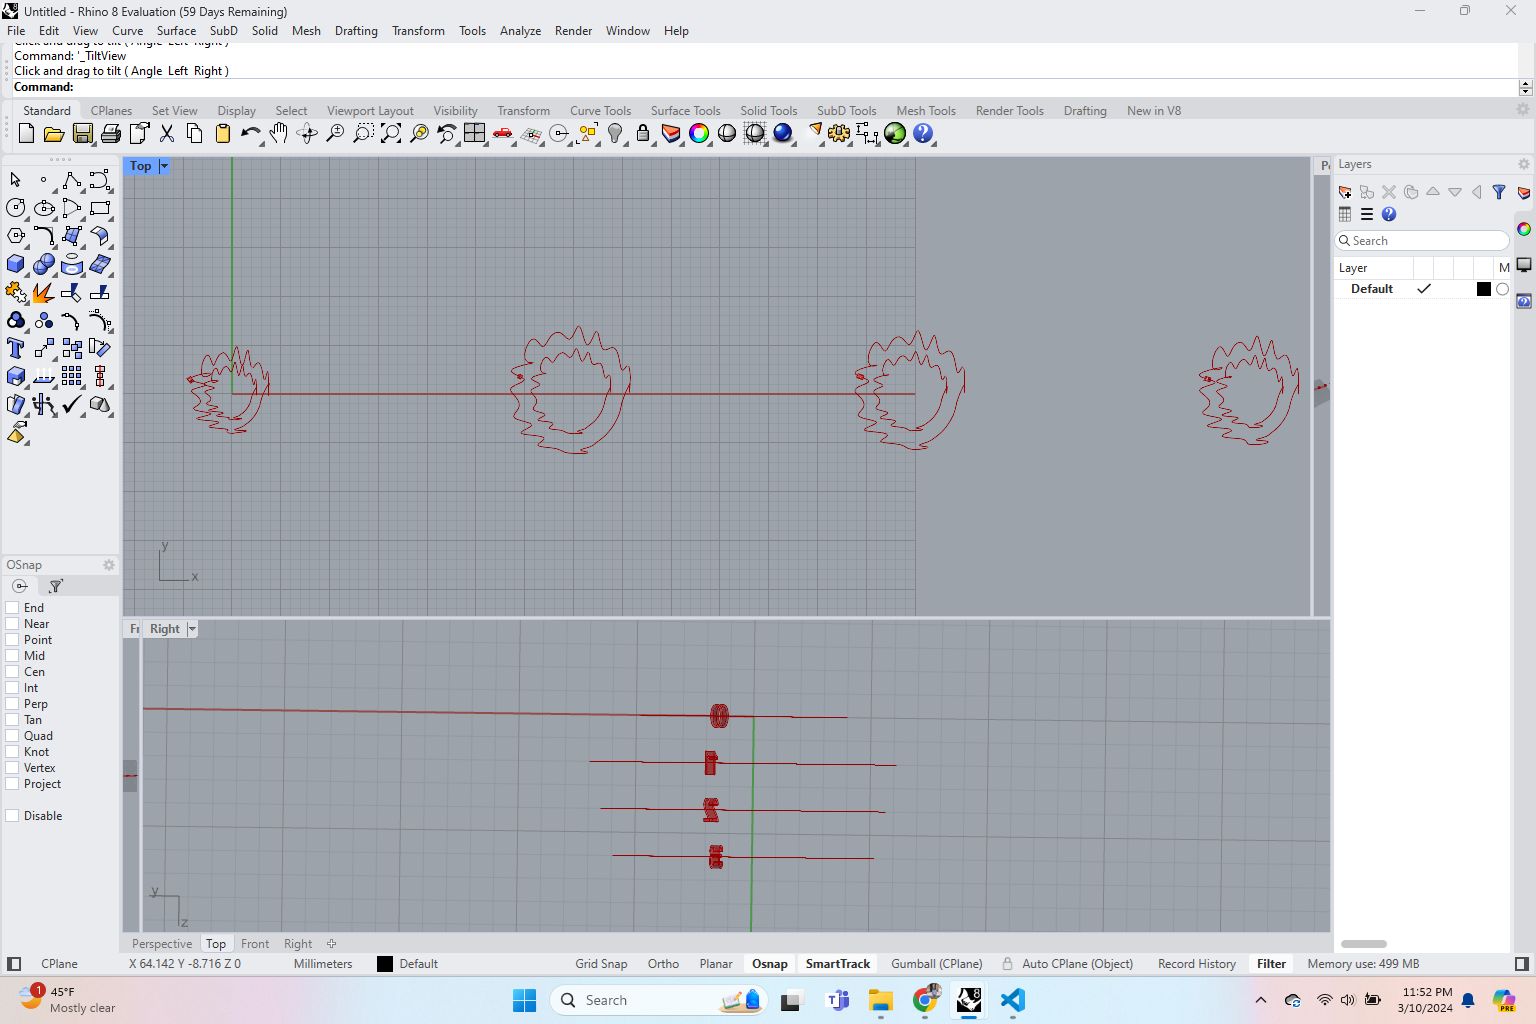 Untitled - Rhino 8 Evaluation (59 Days Remaining)
File Edit View Curve Surface SubD Solid Mesh Drafting Transform Tools Analyze Render Window Help
Click and drag to tilt ( Angle Left Right )
Command: '_TiltView
Click and drag to tilt ( Angle Left Right )
Command:
Standard CPlanes Set View Display Select Viewport Layout Visibility Transform Curve Tools Surface Tools Solid Tools SubD Tools Mesh Tools Render Tools Drafting New in V8
Top
Layers
Search
Layer M
Default
y
x
OSnap
End
Near
Point
Mid
Cen
Int
Perp
Tan
Quad
Knot
Vertex
Project
Disable
Right
0
1
2
3
y
z
Perspective Top Front Right
CPlane X 64.142 Y -8.716 Z 0 Millimeters Default Grid Snap Ortho Planar Osnap SmartTrack Gumball (CPlane) Auto CPlane (Object) Record History Filter Memory use: 499 MB
1
45°F
Mostly clear
Search
11:52 PM
3/10/2024
PRE